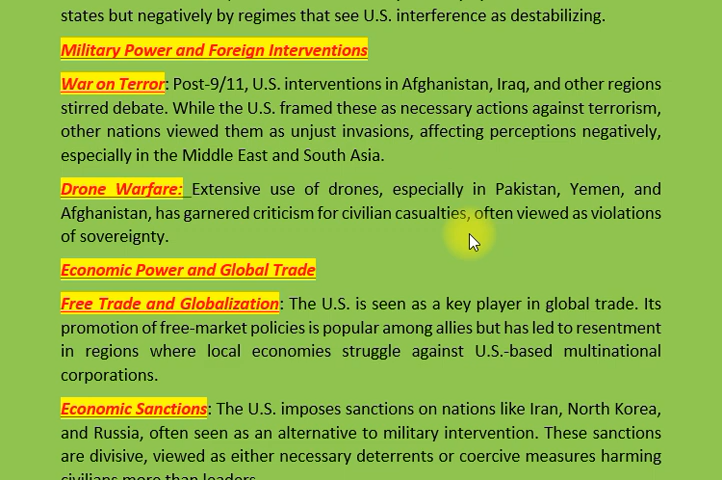 states but negatively by regimes that see U.S. interference as destabilizing.
Military Power and Foreign Interventions
War on Terror: Post-9/11, U.S. interventions in Afghanistan, Iraq, and other regions
stirred debate. While the U.S. framed these as necessary actions against terrorism,
other nations viewed them as unjust invasions, affecting perceptions negatively,
especially in the Middle East and South Asia.
Drone Warfare: Extensive use of drones, especially in Pakistan, Yemen, and
Afghanistan, has garnered criticism for civilian casualties, often viewed as violations
of sovereignty.
Economic Power and Global Trade
Free Trade and Globalization: The U.S. is seen as a key player in global trade. Its
promotion of free-market policies is popular among allies but has led to resentment
in regions where local economies struggle against U.S.-based multinational
corporations.
Economic Sanctions: The U.S. imposes sanctions on nations like Iran, North Korea,
and Russia, often seen as an alternative to military intervention. These sanctions
are divisive, viewed as either necessary deterrents or coercive measures harming
civilians more than leaders.